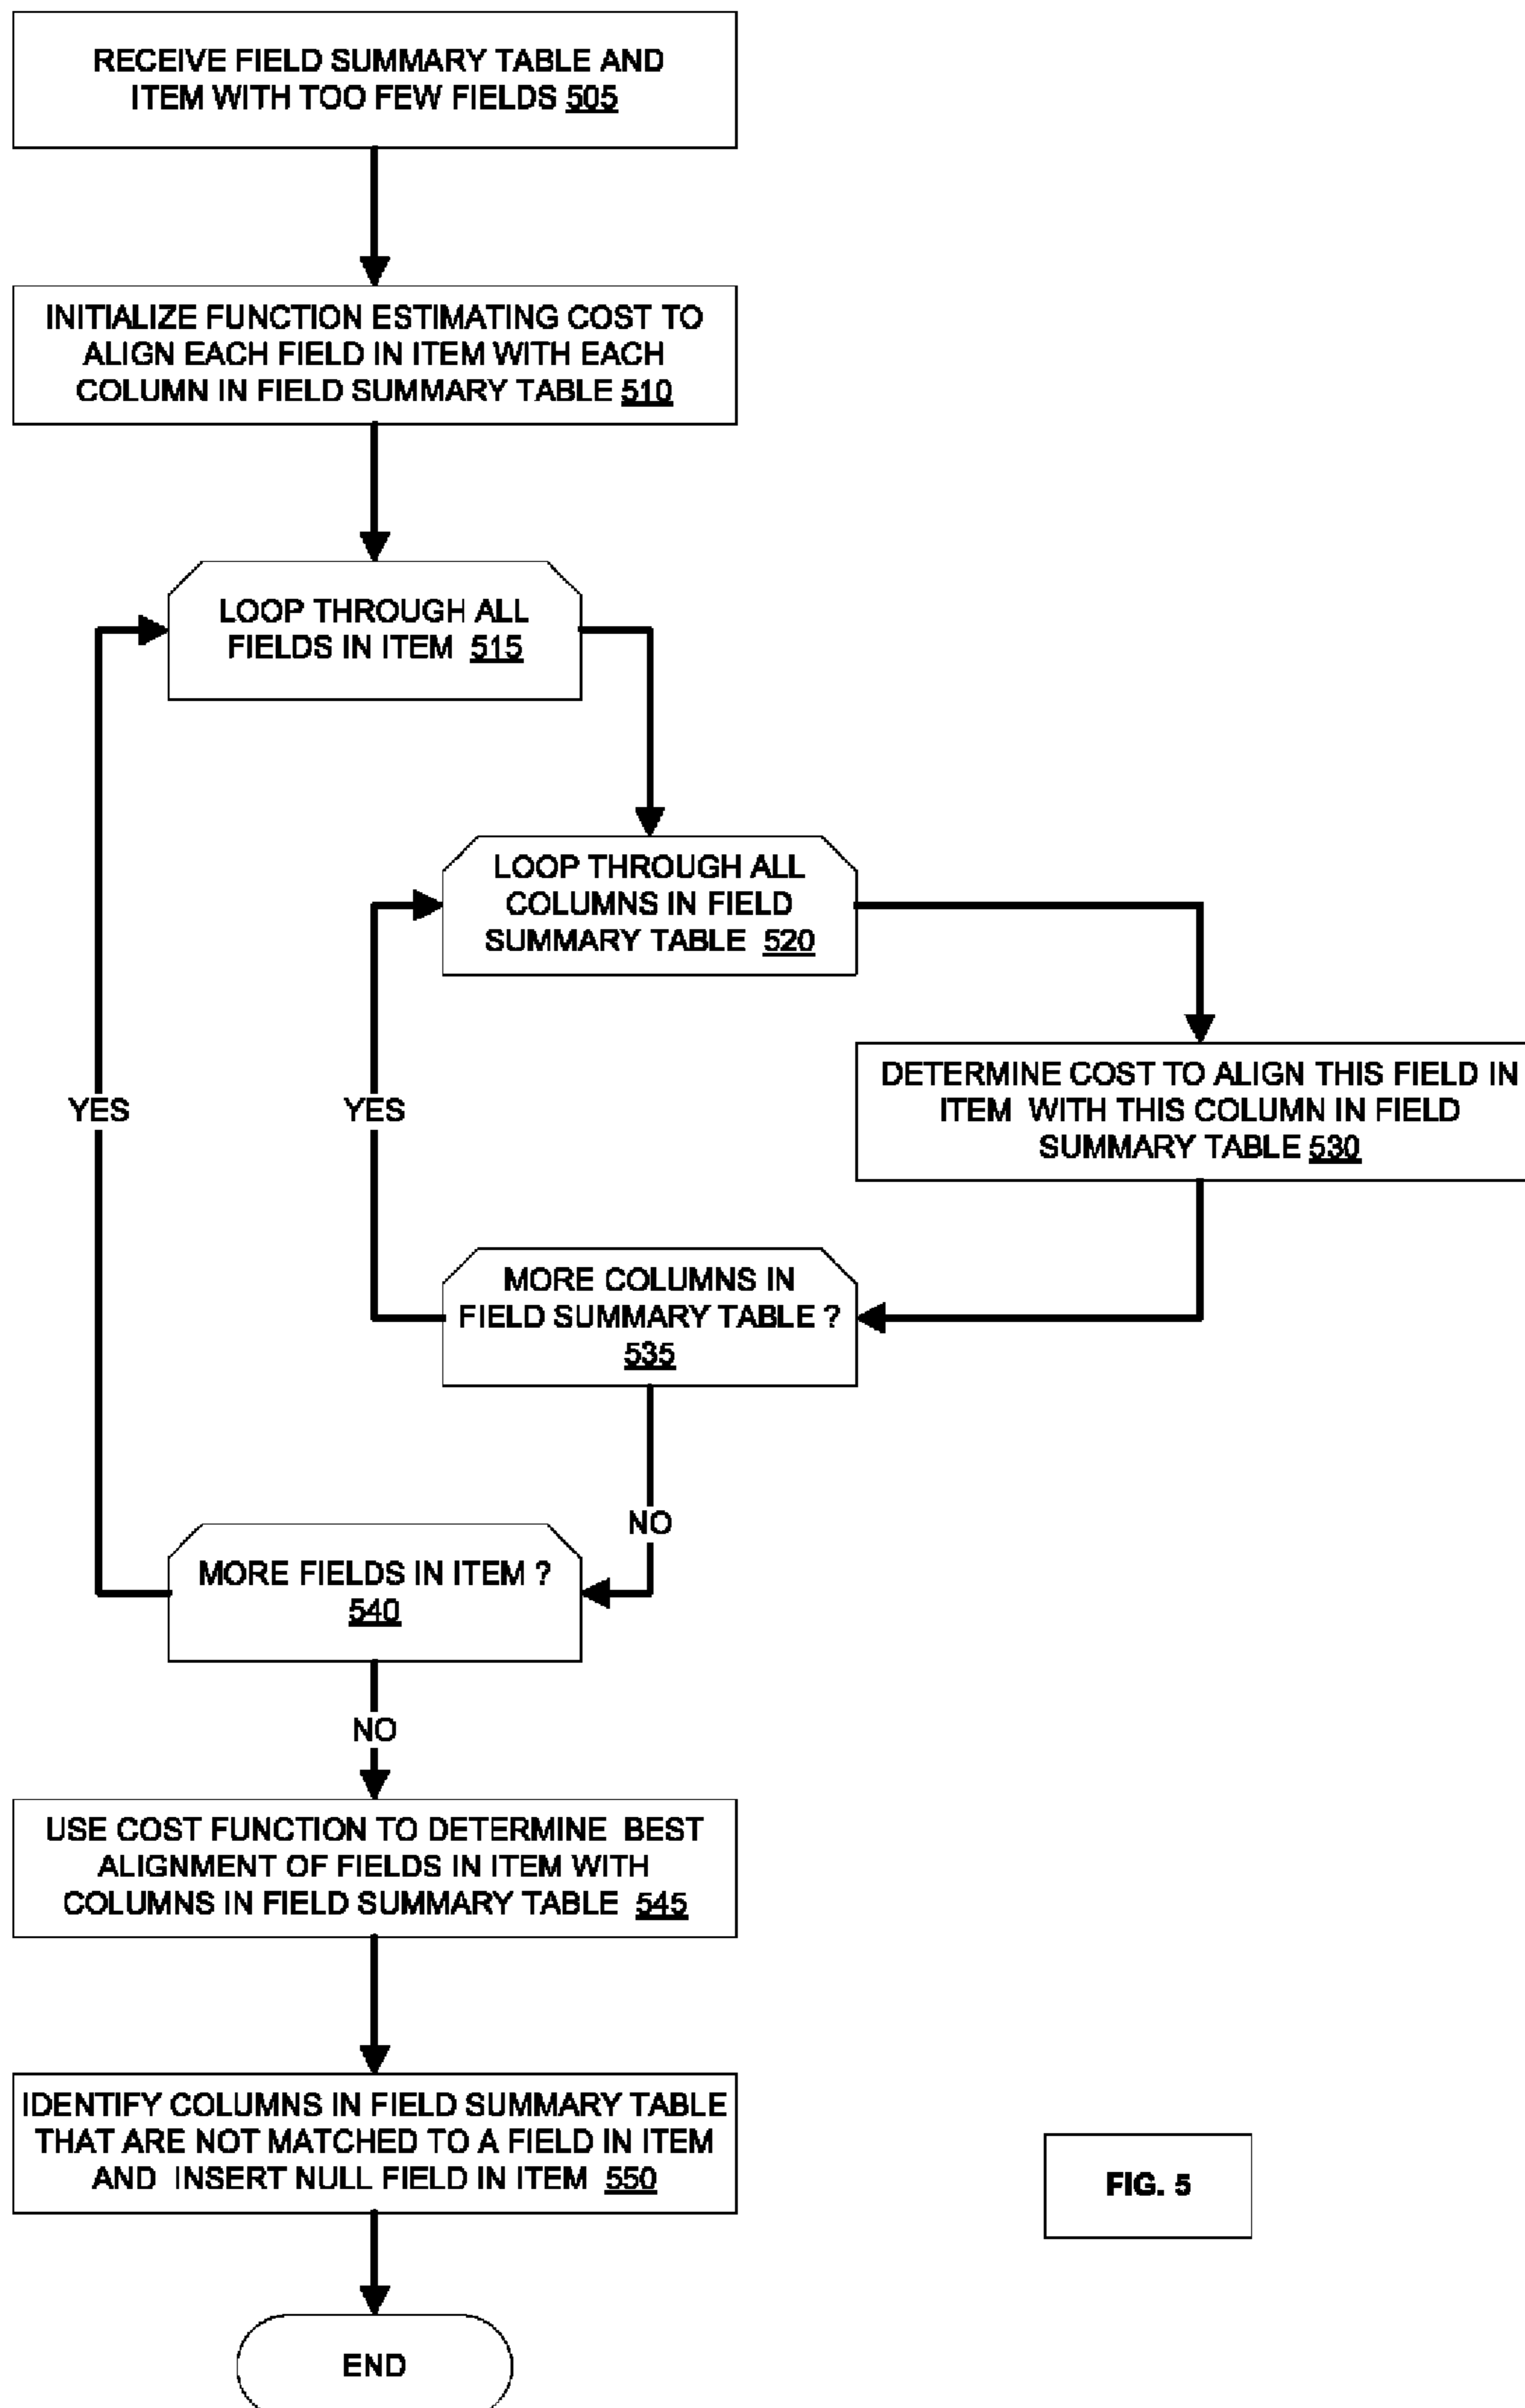 RECEIVE FIELD SUMMARY TABLE AND
ITEM WITH TOO FEW FIELDS 505
INITIALIZE FUNCTION ESTIMATING COST TO
ALIGN EACH FIELD IN ITEM WITH EACH
COLUMN IN FIELD SUMMARY TABLE 510
LOOP THROUGH ALL
FIELDS IN ITEM 515
LOOP THROUGH ALL
COLUMNS IN FIELD
SUMMARY TABLE 520
DETERMINE COST TO ALIGN THIS FIELD IN
ITEM WITH THIS COLUMN IN FIELD
SUMMARY TABLE 530
YES
YES
MORE COLUMNS IN
FIELD SUMMARY TABLE ?
535
NO
MORE FIELDS IN ITEM ?
540
NO
USE COST FUNCTION TO DETERMINE BEST
ALIGNMENT OF FIELDS IN ITEM WITH
COLUMNS IN FIELD SUMMARY TABLE 545
IDENTIFY COLUMNS IN FIELD SUMMARY TABLE
THAT ARE NOT MATCHED TO A FIELD IN ITEM
AND INSERT NULL FIELD IN ITEM 550
FIG. 5
END